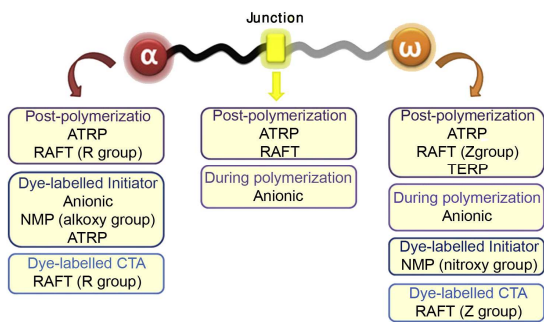 Junction
α
ω
Post-polymerizatio
ATRP
RAFT (R group)
Dye-labelled Initiator
Anionic
NMP (alkoxy group)
ATRP
Dye-labelled CTA
RAFT (R group)
Post-polymerization
ATRP
RAFT
During polymerization
Anionic
Post-polymerization
ATRP
RAFT (Zgroup)
TERP
During polymerization
Anionic
Dye-labelled Initiator
NMP (nitroxy group)
Dye-labelled CTA
RAFT (Z group)